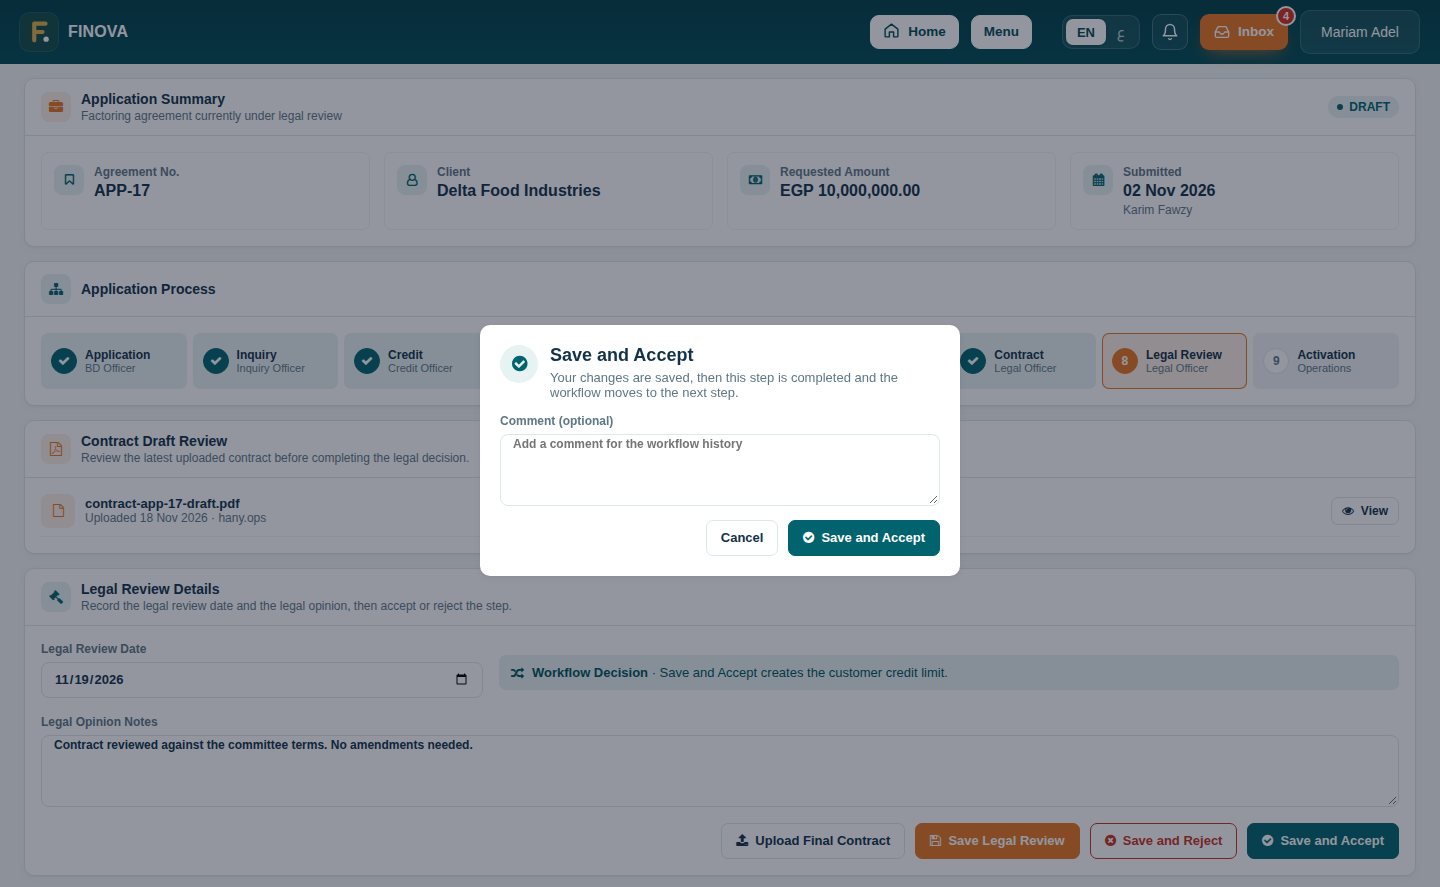 FINOVA
Home
Menu
EN
ع
4
Inbox
Mariam Adel
Application Summary
Factoring agreement currently under legal review
DRAFT
Agreement No.
APP-17
Client
Delta Food Industries
Requested Amount
EGP 10,000,000.00
Submitted
02 Nov 2026
Karim Fawzy
Application Process
Application
BD Officer
Inquiry
Inquiry Officer
Credit
Credit Officer
Contract
Legal Officer
8
Legal Review
Legal Officer
9
Activation
Operations
Save and Accept
Your changes are saved, then this step is completed and the
workflow moves to the next step.
Comment (optional)
Add a comment for the workflow history
Cancel
Save and Accept
Contract Draft Review
Review the latest uploaded contract before completing the legal decision.
contract-app-17-draft.pdf
Uploaded 18 Nov 2026 · hany.ops
View
Legal Review Details
Record the legal review date and the legal opinion, then accept or reject the step.
Legal Review Date
11/19/2026
Workflow Decision · Save and Accept creates the customer credit limit.
Legal Opinion Notes
Contract reviewed against the committee terms. No amendments needed.
Upload Final Contract
Save Legal Review
Save and Reject
Save and Accept